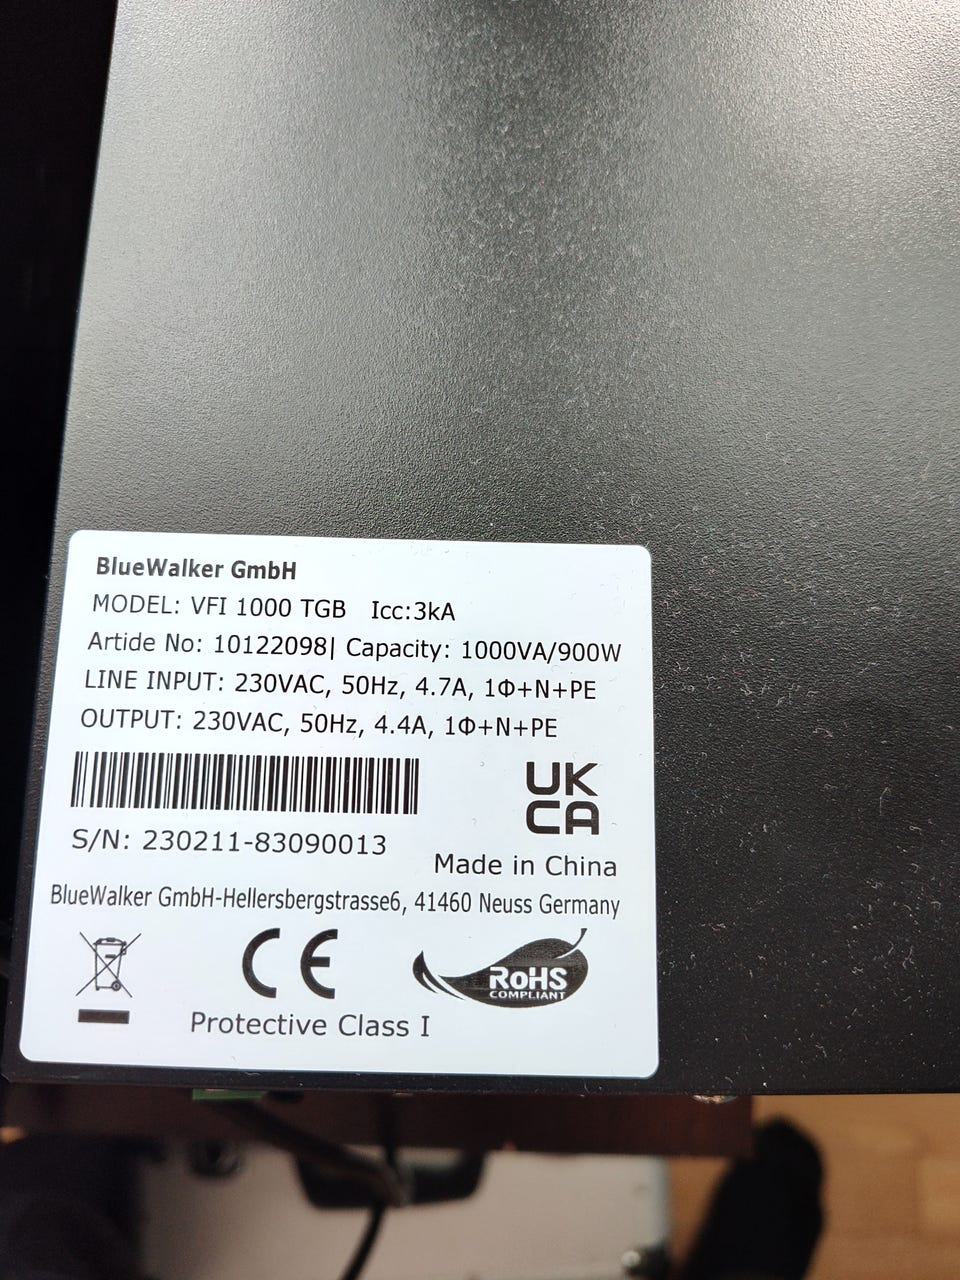 BlueWalker GmbH
MODEL: VFI 1000 TGB Icc:3kA
Artide No: 10122098| Capacity: 1000VA/900W
LINE INPUT: 230VAC, 50Hz, 4.7A, 1Φ+N+PE
OUTPUT: 230VAC, 50Hz, 4.4A, 1Φ+N+PE
UK
CA
S/N: 230211-83090013
Made in China
BlueWalker GmbH-Hellersbergstrasse6, 41460 Neuss Germany
CE
RoHS
COMPLIANT
Protective Class I